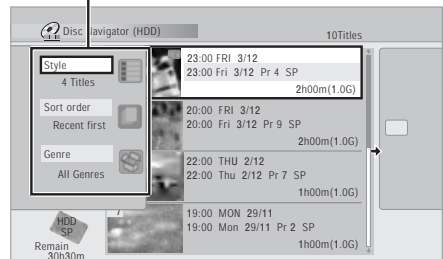 Disc Navigator (HDD)
10Titles
Style
4 Titles
Sort order
Recent first
Genre
All Genres
HDD
SP
Remain
30h30m
23:00 FRI 3/12
23:00 Fri 3/12 Pr 4 SP
2h00m(1.0G)
20:00 FRI 3/12
20:00 Fri 3/12 Pr 9 SP
2h00m(1.0G)
22:00 THU 2/12
22:00 Thu 2/12 Pr 7 SP
1h00m(1.0G)
7
19:00 MON 29/11
19:00 Mon 29/11 Pr 2 SP
1h00m(1.0G)